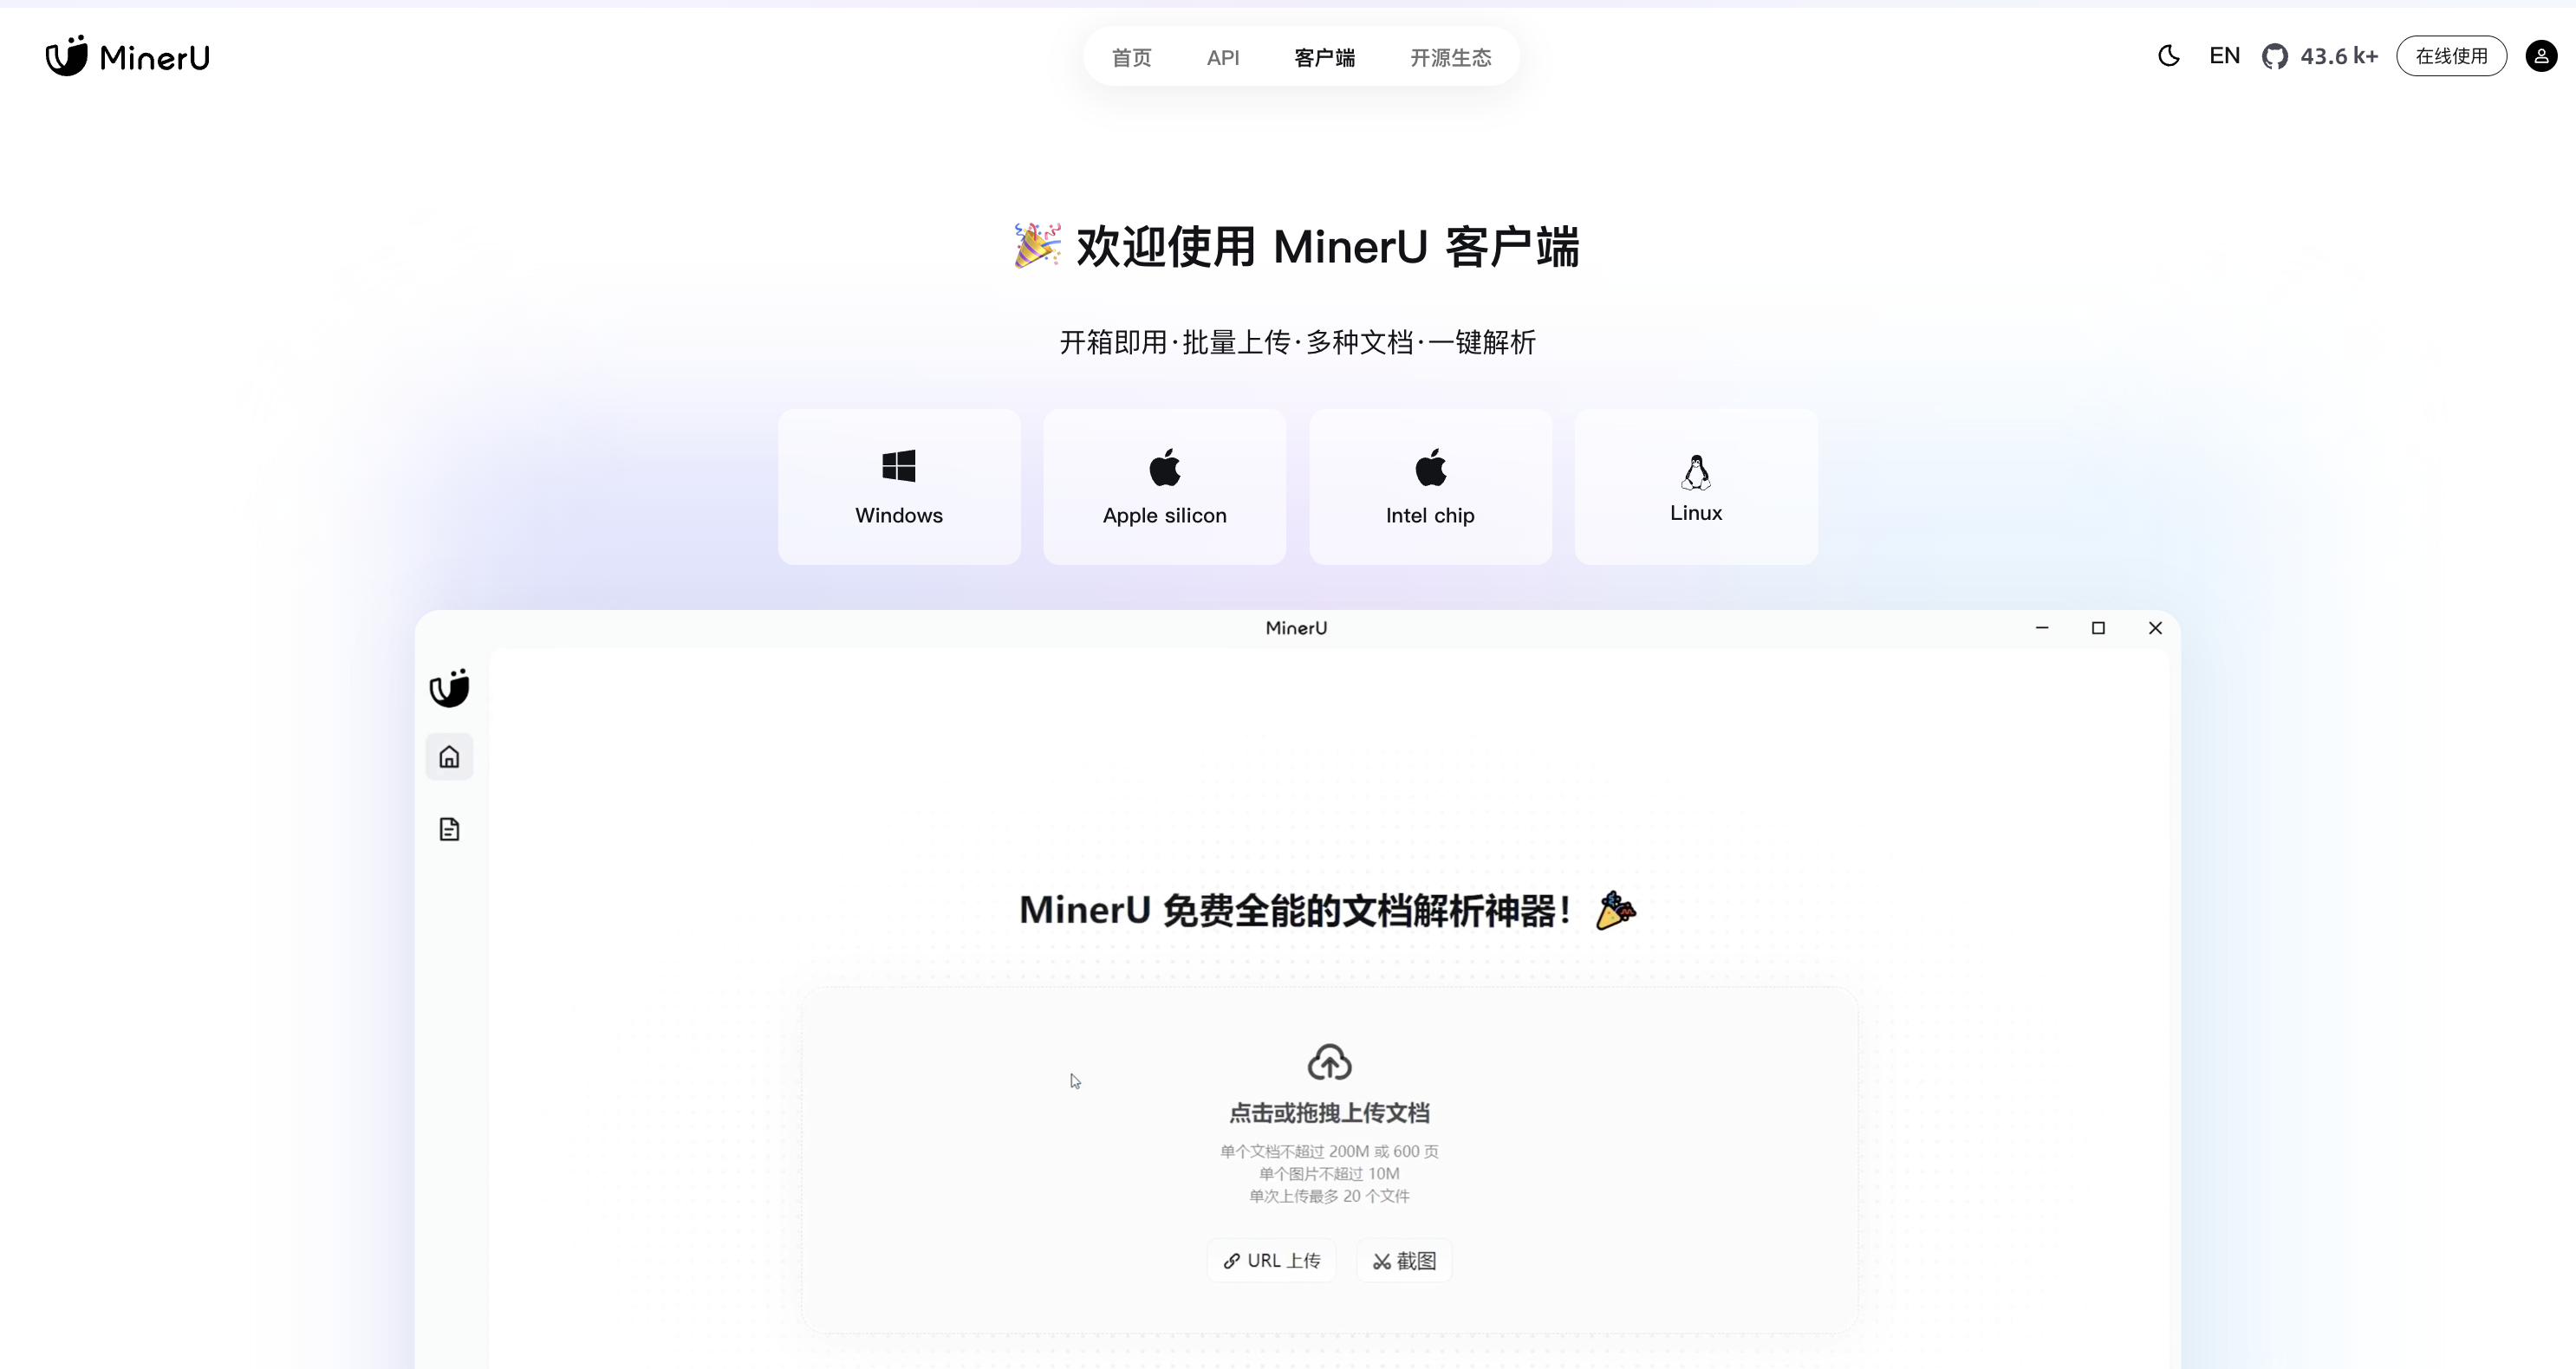 MinerU
首页 API 客户端 开源生态
EN 43.6 k+ 在线使用
🎉 欢迎使用 MinerU 客户端
开箱即用·批量上传·多种文档·一键解析
Windows
Apple silicon
Intel chip
Linux
MinerU
MinerU 免费全能的文档解析神器！🎉
点击或拖拽上传文档
单个文档不超过 200M 或 600 页
单个图片不超过 10M
单次上传最多 20 个文件
URL 上传
截图